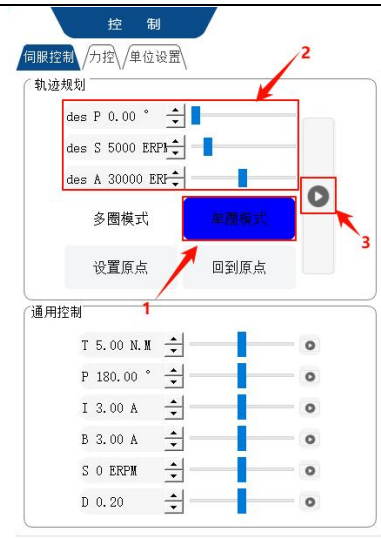 控 制
伺服控制 力控 单位设置
轨迹规划
2
des P 0.00 °
des S 5000 ERPM
des A 30000 ERP
多圈模式 单圈模式
3
设置原点 回到原点
1
通用控制
T 5.00 N.M
P 180.00 °
I 3.00 A
B 3.00 A
S 0 ERPM
D 0.20